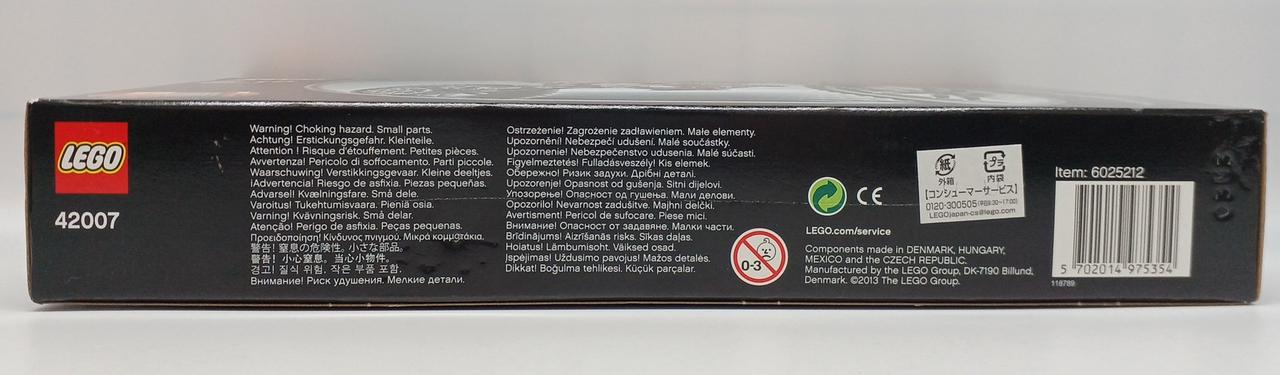 LEGO
42007
Warning! Choking hazard. Small parts.
Achtung! Erstickungsgefahr. Kleinteile.
Attention ! Risque d'étouffement. Petites pièces.
Avvertenza! Pericolo di soffocamento. Parti piccole.
Waarschuwing! Verstikkingsgevaar. Kleine deeltjes.
¡Advertencia! Riesgo de asfixia. Piezas pequeñas.
Advarsel! Kvælningsfare. Små dele.
Varoitus! Tukehtumisvaara. Pieniä osia.
Varning! Kvävningsrisk. Små delar.
Atenção! Perigo de asfixia. Peças pequenas.
Προειδοποίηση! Κίνδυνος πνιγμού. Μικρά κομμάτάκια.
警告! 窒息の危険性。小さな部品。
警告! 小心窒息。当心小物件。
경고! 질식 위험. 작은 부품 포함.
Внимание! Риск удушения. Мелкие детали.
Ostrzeżenie! Zagrożenie zadławieniem. Małe elementy.
Upozornění! Nebezpečí udušení. Malé součástky.
Upozornenie! Nebezpečenstvo udusenia. Malé súčasti.
Figyelmeztetés! Fulladásveszély! Kis elemek.
Обережно! Ризик задухи. Дрібні деталі.
Upozorenje! Opasnost od gušenja. Sitni dijelovi.
Упозорење! Опасност од гушења. Мали делови.
Opozorilo! Nevarnost zadušitve. Majhni delčki.
Avertisment! Pericol de sufocare. Piese mici.
Внимание! Опасност от задавяне. Малки части.
Brīdinājums! Aizrīšanās risks. Sīkas daļas.
Hoiatus! Lämbumisoht. Väiksed osad.
Įspėjimas! Uždusimo pavojus! Mažos detalės.
Dikkat! Boğulma tehlikesi. Küçük parçalar.
0-3
CE
LEGO.com/service
Components made in DENMARK, HUNGARY,
MEXICO and the CZECH REPUBLIC.
Manufactured by the LEGO Group, DK-7190 Billund,
Denmark. ©2013 The LEGO Group.
紙 プラ
外箱 内袋
【コンシューマーサービス】
0120-300505(平日9:30~17:00)
LEGOjapan-cs@lego.com
Item: 6025212
5 702014 975354
118789